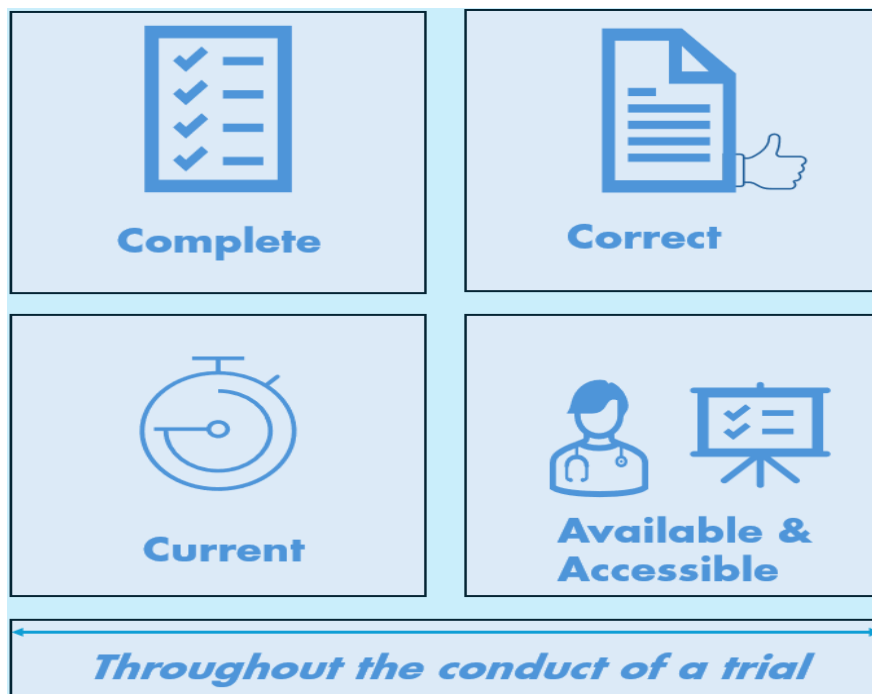 Complete
Correct
Current
Available &
Accessible
Throughout the conduct of a trial